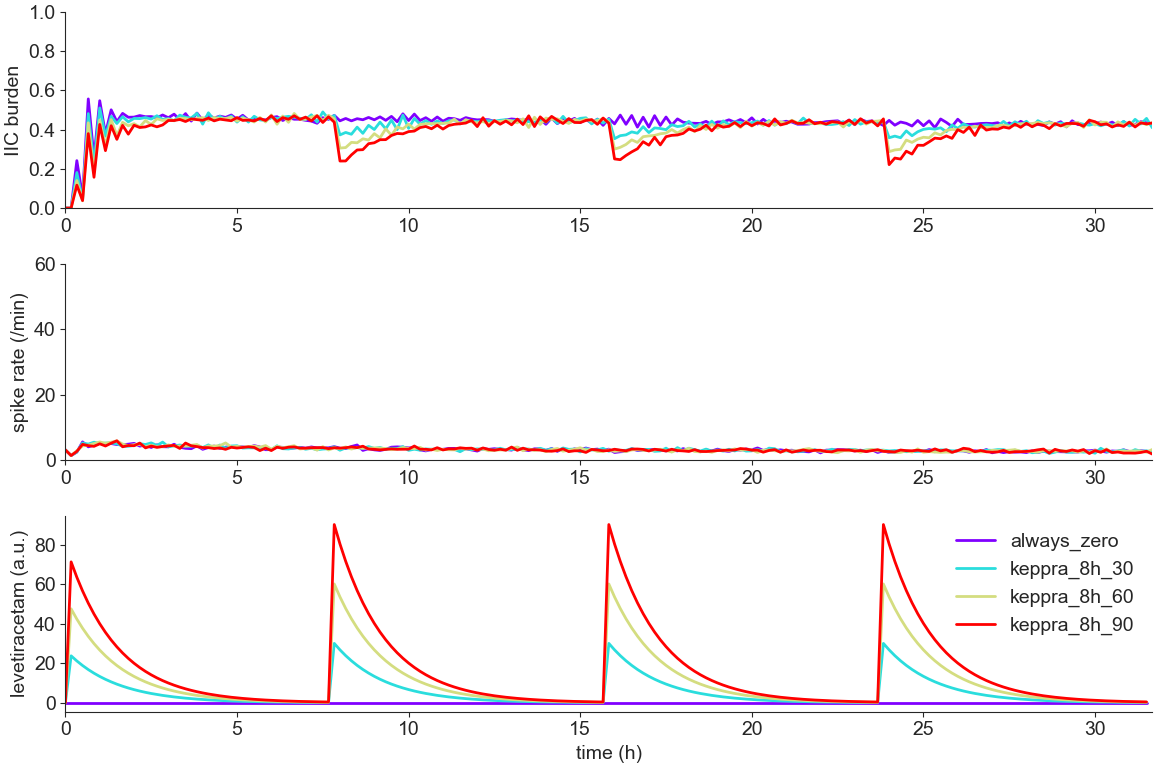 IIC burden
1.0
0.8
0.6
0.4
0.2
0.0
0 5 10 15 20 25 30
spike rate (/min)
60
40
20
0
0 5 10 15 20 25 30
levetiracetam (a.u.)
80
60
40
20
0
always_zero
keppra_8h_30
keppra_8h_60
keppra_8h_90
0 5 10 15 20 25 30
time (h)